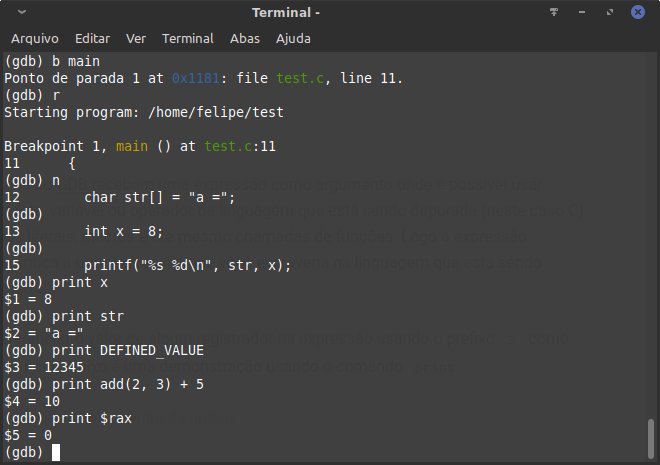 Terminal -
Arquivo Editar Ver Terminal Abas Ajuda
(gdb) b main
Ponto de parada 1 at 0x1181: file test.c, line 11.
(gdb) r
Starting program: /home/felipe/test
Breakpoint 1, main () at test.c:11
11 {
(gdb) n
12 char str[] = "a =";
(gdb)
13 int x = 8;
(gdb)
15 printf("%s %d\n", str, x);
(gdb) print x
$1 = 8
(gdb) print str
$2 = "a ="
(gdb) print DEFINED_VALUE
$3 = 12345
(gdb) print add(2, 3) + 5
$4 = 10
(gdb) print $rax
$5 = 0
(gdb)